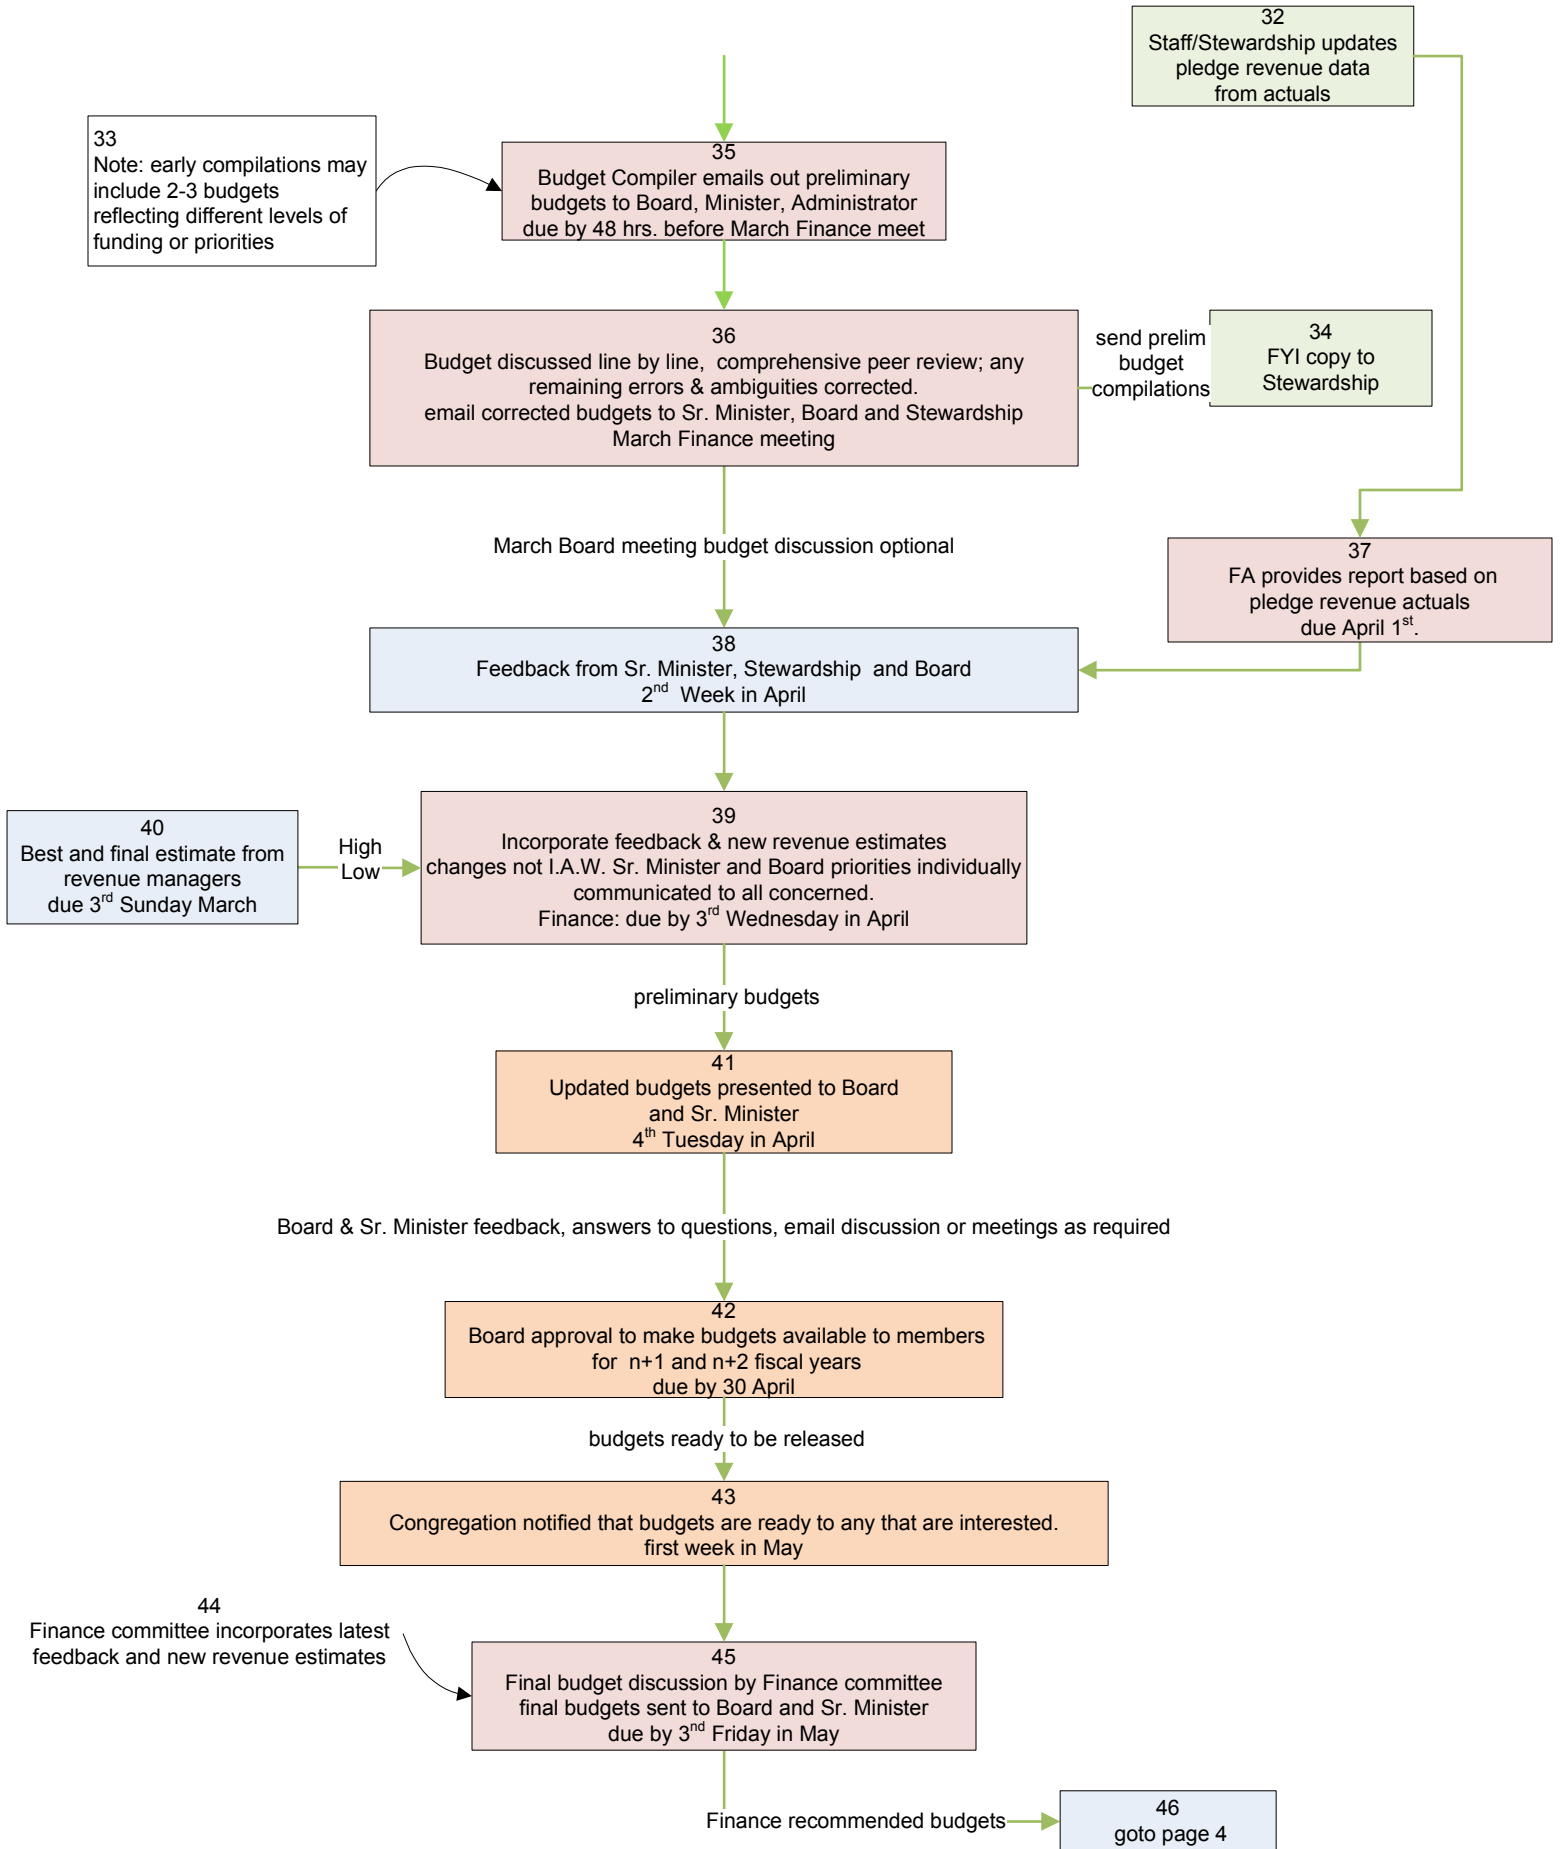 32
Staff/Stewardship updates
pledge revenue data
from actuals
33
Note: early compilations may
include 2-3 budgets
reflecting different levels of
funding or priorities
35
Budget Compiler emails out preliminary
budgets to Board, Minister, Administrator
due by 48 hrs. before March Finance meet
36
Budget discussed line by line,  comprehensive peer review; any
remaining errors & ambiguities corrected.
email corrected budgets to Sr. Minister, Board and Stewardship
March Finance meeting
send prelim
budget
compilations
34
FYI copy to
Stewardship
March Board meeting budget discussion optional
37
FA provides report based on
pledge revenue actuals
due April 1st.
38
Feedback from Sr. Minister, Stewardship  and Board
2nd  Week in April
40
Best and final estimate from
revenue managers
due 3rd Sunday March
High
Low
39
Incorporate feedback & new revenue estimates
changes not I.A.W. Sr. Minister and Board priorities individually
communicated to all concerned.
Finance: due by 3rd Wednesday in April
preliminary budgets
41
Updated budgets presented to Board
and Sr. Minister
4th Tuesday in April
Board & Sr. Minister feedback, answers to questions, email discussion or meetings as required
42
Board approval to make budgets available to members
for  n+1 and n+2 fiscal years
due by 30 April
budgets ready to be released
43
Congregation notified that budgets are ready to any that are interested.
first week in May
44
Finance committee incorporates latest
feedback and new revenue estimates
45
Final budget discussion by Finance committee
final budgets sent to Board and Sr. Minister
due by 3nd Friday in May
Finance recommended budgets
46
goto page 4